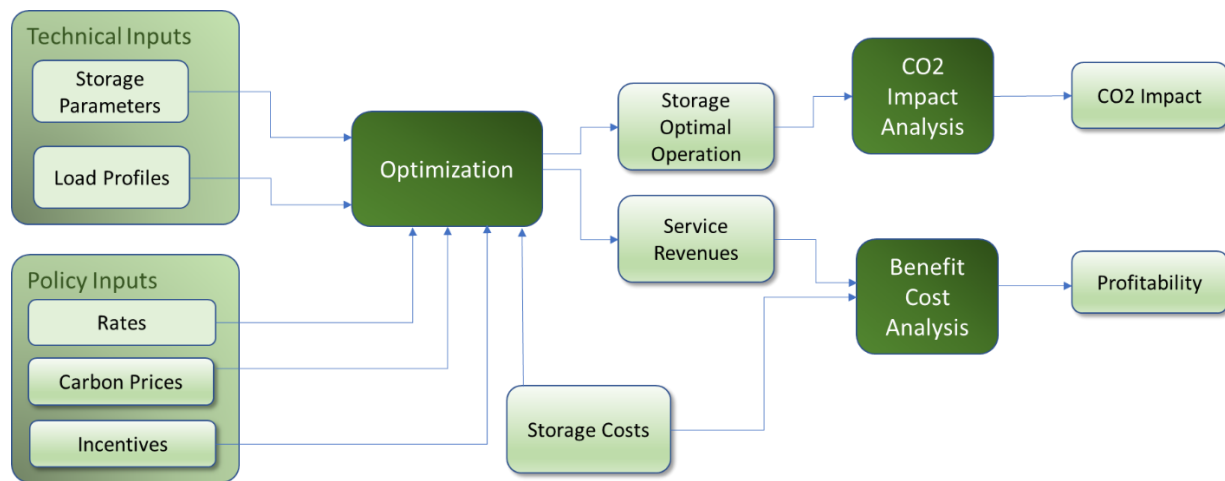 Technical Inputs
Storage
Parameters
Load Profiles
Policy Inputs
Rates
Carbon Prices
Incentives
Optimization
Storage
Optimal
Operation
Service
Revenues
Storage Costs
CO2
Impact
Analysis
Benefit
Cost
Analysis
CO2 Impact
Profitability